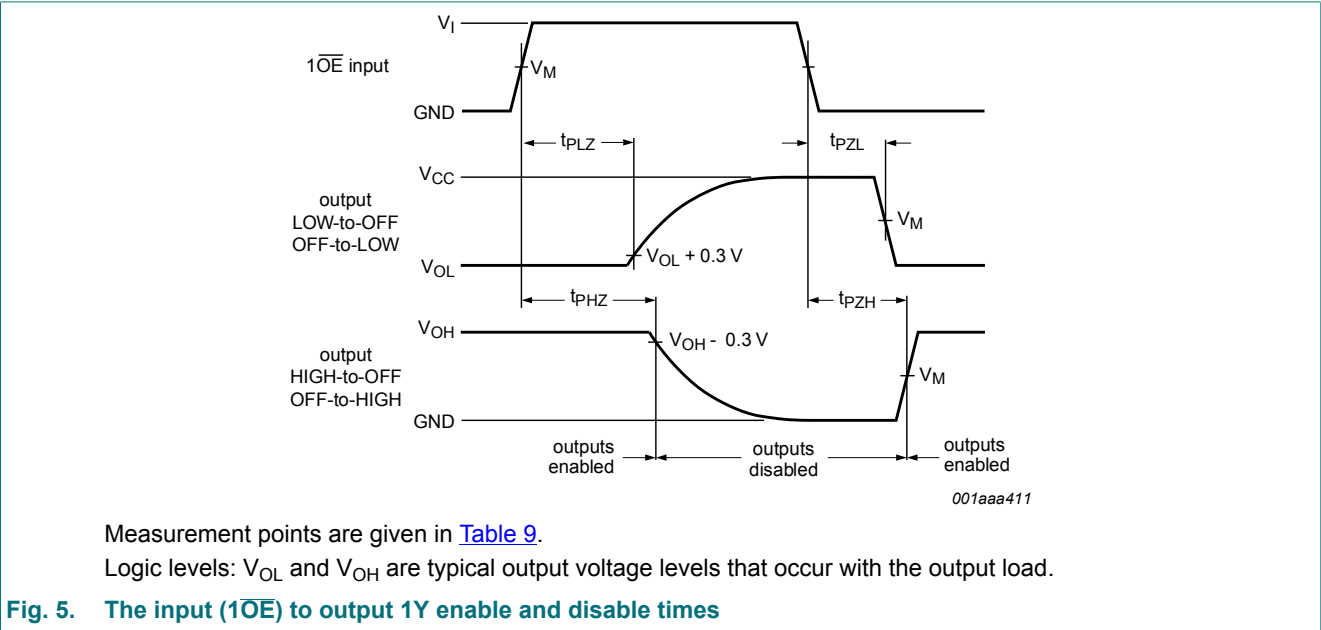 V_I
1O̅E̅ input
V_M
GND
t_PLZ
t_PZL
V_CC
output
LOW-to-OFF
OFF-to-LOW
V_M
V_OL + 0.3 V
V_OL
t_PHZ
t_PZH
V_OH
V_OH - 0.3 V
output
HIGH-to-OFF
OFF-to-HIGH
V_M
GND
outputs
enabled
outputs
disabled
outputs
enabled
001aaa411
Measurement points are given in Table 9.
Logic levels: V_OL and V_OH are typical output voltage levels that occur with the output load.
Fig. 5. The input (1O̅E̅) to output 1Y enable and disable times